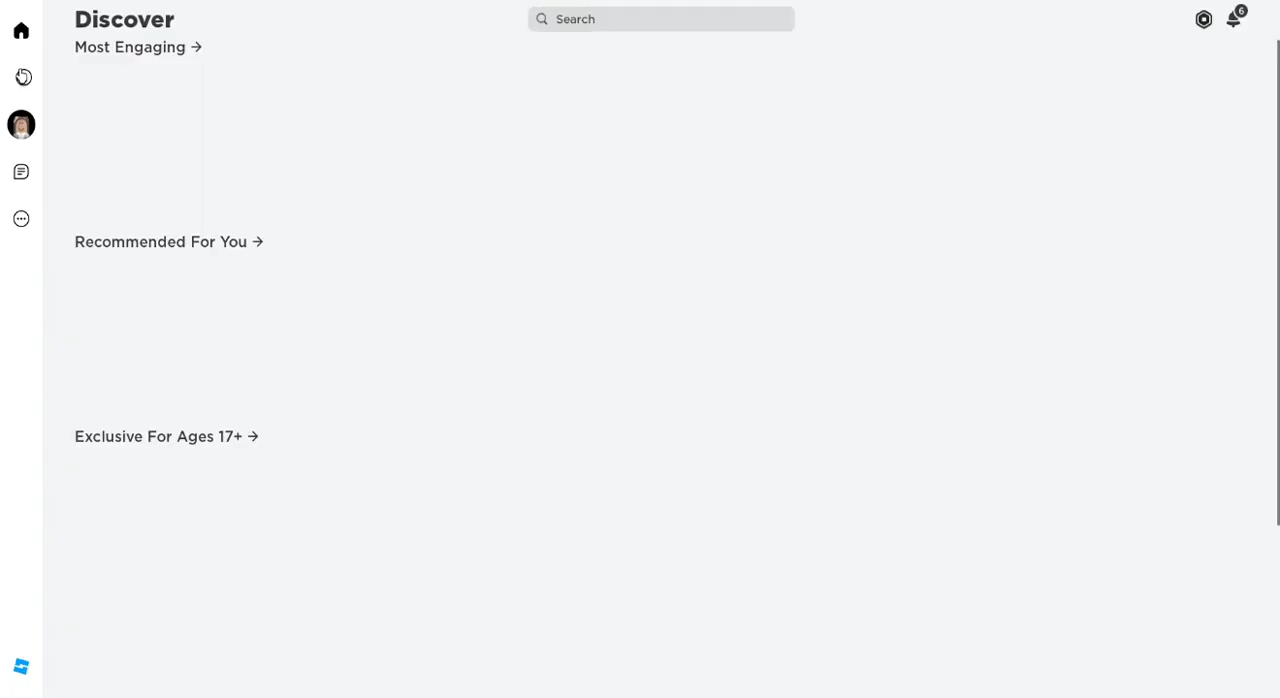 Discover
Search
6
Most Engaging →
Recommended For You →
Exclusive For Ages 17+ →